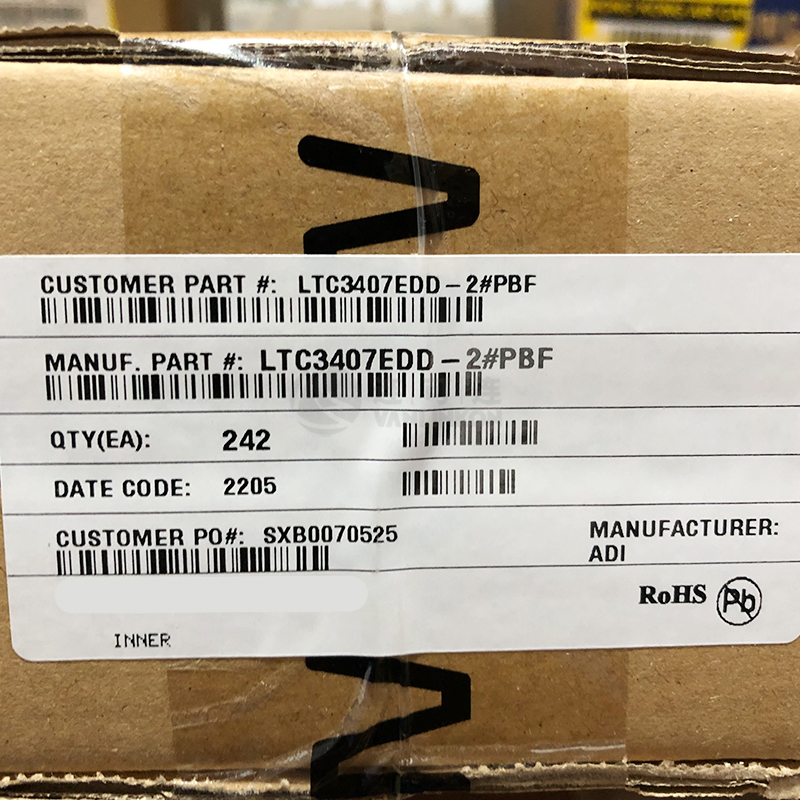 CUSTOMER PART #: LTC3407EDD-2#PBF
MANUF. PART #: LTC3407EDD-2#PBF
QTY(EA): 242
DATE CODE: 2205
CUSTOMER PO#: SXB0070525
MANUFACTURER:
ADI
RoHS Pb
INNER